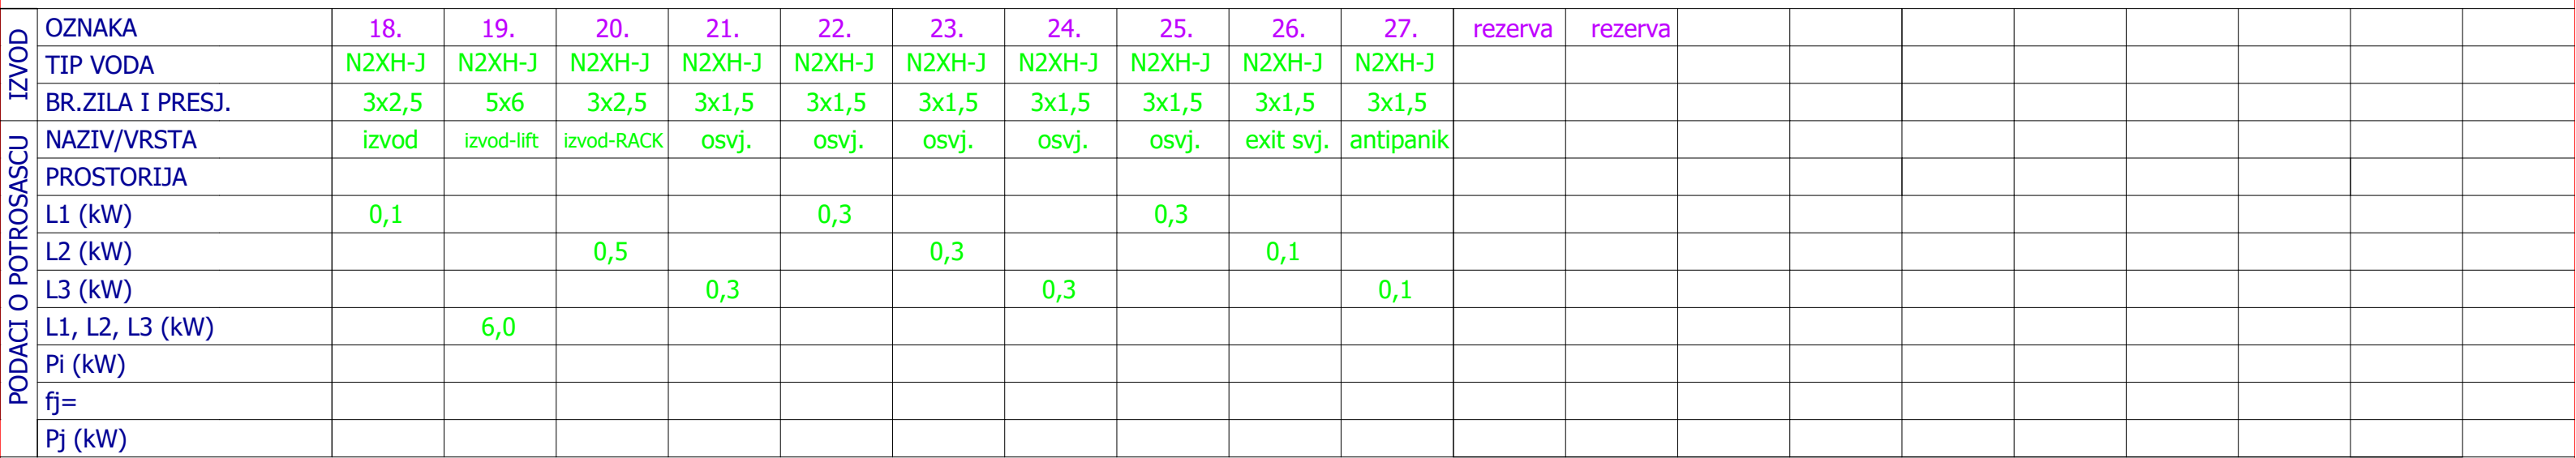 IZVOD
OZNAKA 18. 19. 20. 21. 22. 23. 24. 25. 26. 27. rezerva rezerva
TIP VODA N2XH-J N2XH-J N2XH-J N2XH-J N2XH-J N2XH-J N2XH-J N2XH-J N2XH-J N2XH-J
BR.ZILA I PRESJ. 3x2,5 5x6 3x2,5 3x1,5 3x1,5 3x1,5 3x1,5 3x1,5 3x1,5 3x1,5
PODACI O POTROSASCU
NAZIV/VRSTA izvod izvod-lift izvod-RACK osvj. osvj. osvj. osvj. osvj. exit svj. antipanik
PROSTORIJA
L1 (kW) 0,1 0,3 0,3
L2 (kW) 0,5 0,3 0,1
L3 (kW) 0,3 0,3 0,1
L1, L2, L3 (kW) 6,0
Pi (kW)
fj=
Pj (kW)